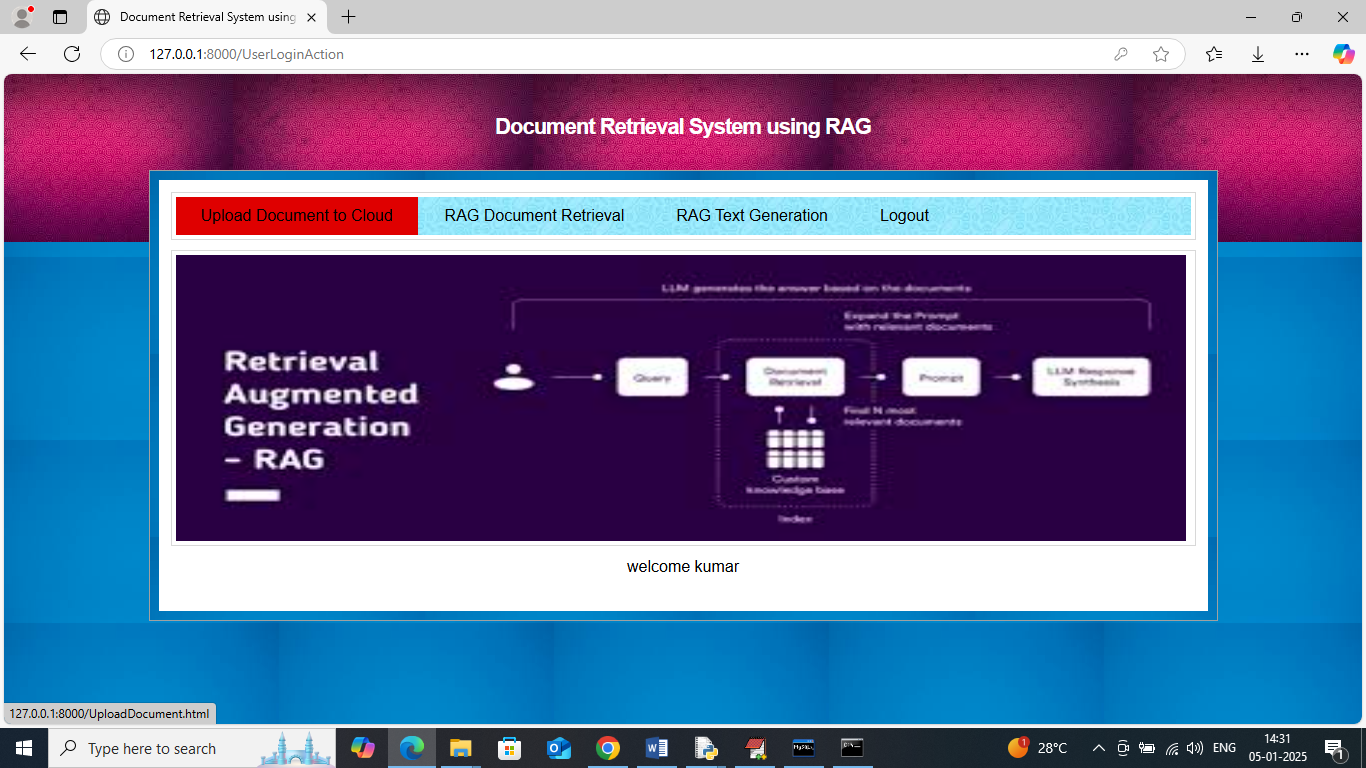 Document Retrieval System using
127.0.0.1:8000/UserLoginAction
Document Retrieval System using RAG
Upload Document to Cloud
RAG Document Retrieval
RAG Text Generation
Logout
LLM generates the answer based on the documents
Expand the Prompt
with relevant documents
Retrieval
Augmented
Generation
– RAG
Query
Document
Retrieval
Prompt
LLM Response
Synthesis
Find N most
relevant documents
Custom
knowledge base
Index
welcome kumar
127.0.0.1:8000/UploadDocument.html
Type here to search
1
28°C
ENG
14:31
05-01-2025
1